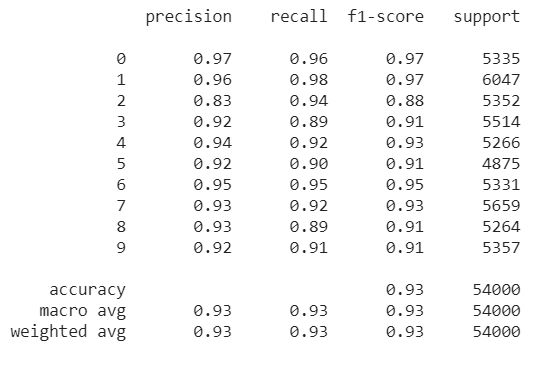 precision recall f1-score support
0 0.97 0.96 0.97 5335
1 0.96 0.98 0.97 6047
2 0.83 0.94 0.88 5352
3 0.92 0.89 0.91 5514
4 0.94 0.92 0.93 5266
5 0.92 0.90 0.91 4875
6 0.95 0.95 0.95 5331
7 0.93 0.92 0.93 5659
8 0.93 0.89 0.91 5264
9 0.92 0.91 0.91 5357
accuracy 0.93 54000
macro avg 0.93 0.93 0.93 54000
weighted avg 0.93 0.93 0.93 54000